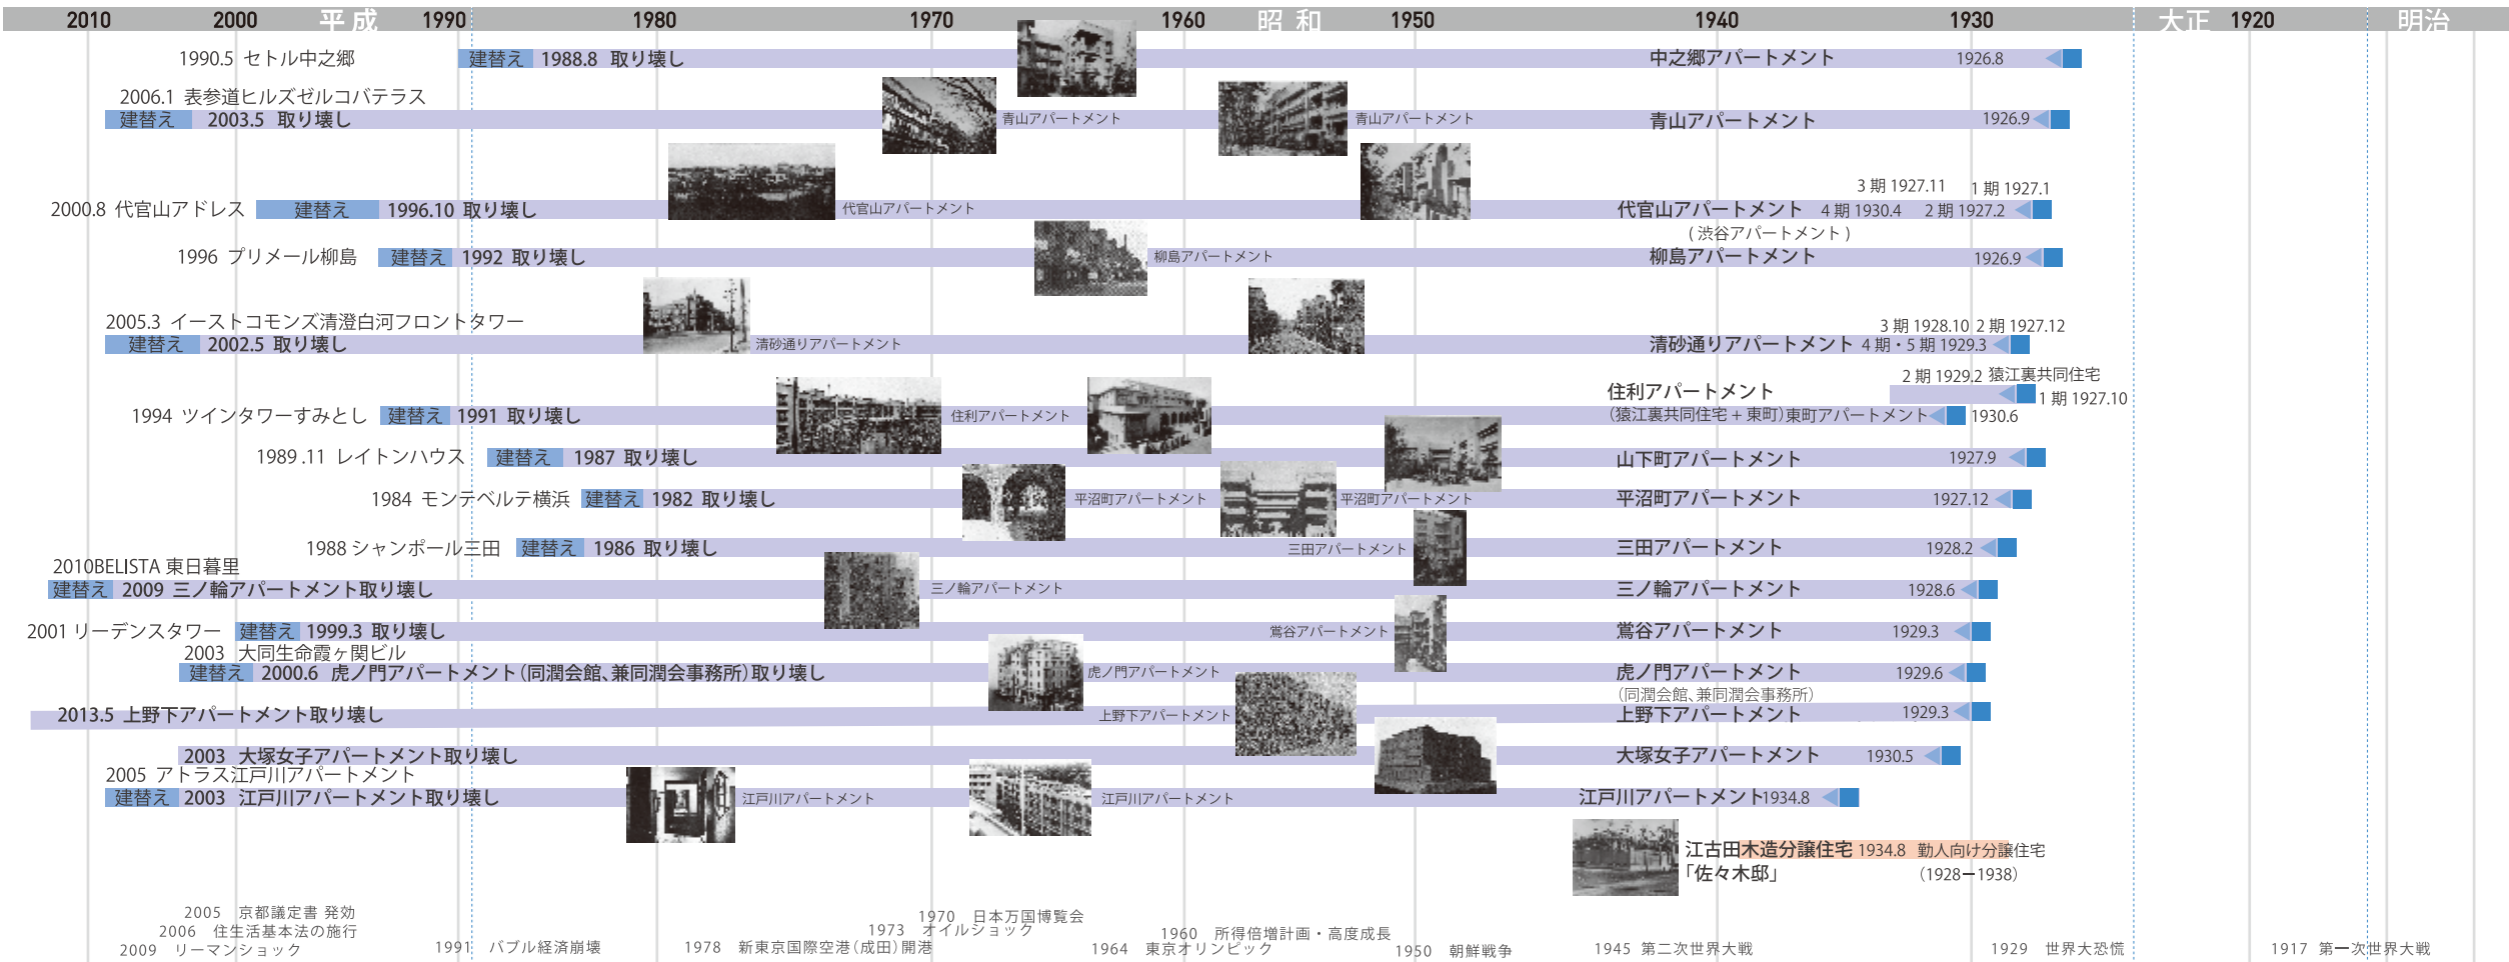 2010 2000 平成 1990 1980 1970 1960 昭和 1950 1940 1930 大正 1920 明治
1990.5 セトル中之郷 建替え 1988.8 取り壊し 中之郷アパートメント 1926.8
2006.1 表参道ヒルズゼルコバテラス
建替え 2003.5 取り壊し 青山アパートメント 青山アパートメント 青山アパートメント 1926.9
3期 1927.11 1期 1927.1
2000.8 代官山アドレス 建替え 1996.10 取り壊し 代官山アパートメント 代官山アパートメント 4期 1930.4 2期 1927.2
(渋谷アパートメント)
1996 プリメール柳島 建替え 1992 取り壊し 柳島アパートメント 柳島アパートメント 1926.9
2005.3 イーストコモンズ清澄白河フロントタワー
3期 1928.10 2期 1927.12
建替え 2002.5 取り壊し 清砂通りアパートメント 清砂通りアパートメント 4期・5期 1929.3
2期 1929.2 猿江裏共同住宅
住利アパートメント 1期 1927.10
1994 ツインタワーすみとし 建替え 1991 取り壊し 住利アパートメント (猿江裏共同住宅+東町)東町アパートメント 1930.6
1989.11 レイトンハウス 建替え 1987 取り壊し 山下町アパートメント 1927.9
1984 モンテベルテ横浜 建替え 1982 取り壊し 平沼町アパートメント 平沼町アパートメント 平沼町アパートメント 1927.12
1988 シャンポール三田 建替え 1986 取り壊し 三田アパートメント 三田アパートメント 1928.2
2010BELISTA 東日暮里
建替え 2009 三ノ輪アパートメント取り壊し 三ノ輪アパートメント 三ノ輪アパートメント 1928.6
2001 リーデンスタワー 建替え 1999.3 取り壊し 鶯谷アパートメント 鶯谷アパートメント 1929.3
2003 大同生命霞ヶ関ビル
建替え 2000.6 虎ノ門アパートメント(同潤会館、兼同潤会事務所)取り壊し 虎ノ門アパートメント 虎ノ門アパートメント 1929.6
(同潤会館、兼同潤会事務所)
2013.5 上野下アパートメント取り壊し 上野下アパートメント 上野下アパートメント 1929.3
2003 大塚女子アパートメント取り壊し 大塚女子アパートメント 1930.5
2005 アトラス江戸川アパートメント
建替え 2003 江戸川アパートメント取り壊し 江戸川アパートメント 江戸川アパートメント 江戸川アパートメント1934.8
江古田木造分譲住宅 1934.8 勤人向け分譲住宅
「佐々木邸」 (1928ー1938)
2005 京都議定書 発効
2006 住生活基本法の施行
2009 リーマンショック
1991 バブル経済崩壊
1978 新東京国際空港(成田)開港
1973 オイルショック
1970 日本万国博覧会
1964 東京オリンピック
1960 所得倍増計画・高度成長
1950 朝鮮戦争
1945 第二次世界大戦
1929 世界大恐慌
1917 第一次世界大戦